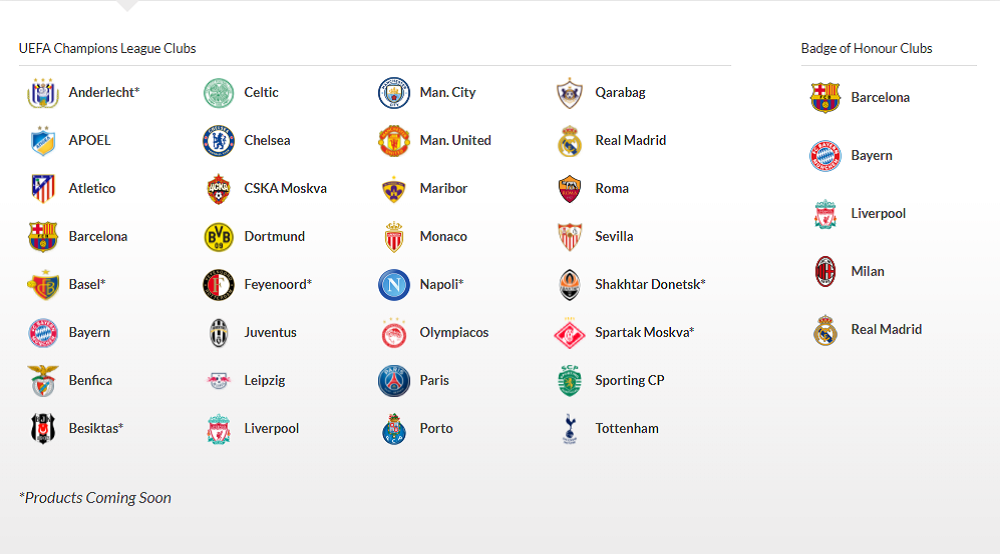 UEFA Champions League Clubs
Anderlecht*
APOEL
Atletico
Barcelona
Basel*
Bayern
Benfica
Besiktas*
Celtic
Chelsea
CSKA Moskva
Dortmund
Feyenoord*
Juventus
Leipzig
Liverpool
Man. City
Man. United
Maribor
Monaco
Napoli*
Olympiacos
Paris
Porto
Qarabag
Real Madrid
Roma
Sevilla
Shakhtar Donetsk*
Spartak Moskva*
Sporting CP
Tottenham
*Products Coming Soon
Badge of Honour Clubs
Barcelona
Bayern
Liverpool
Milan
Real Madrid